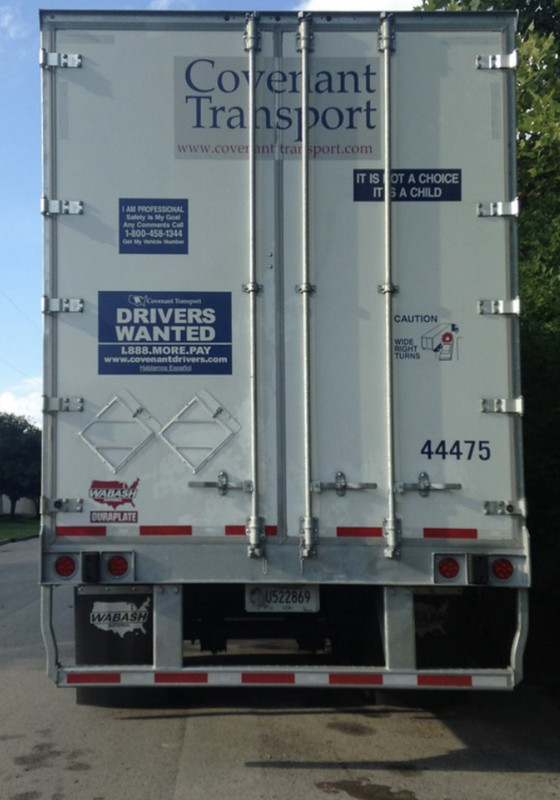 Covenant
Transport
www.covenanttransport.com
IT IS NOT A CHOICE
IT IS A CHILD
I AM PROFESSIONAL
Safety is My Goal
Any Comments Call
1-800-458-1344
Get My Vehicle Number
Covenant Transport
DRIVERS
WANTED
1.888.MORE.PAY
www.covenantdrivers.com
Hablamos Español
CAUTION
WIDE
RIGHT
TURNS
44475
WABASH
DURAPLATE
U522869
WABASH